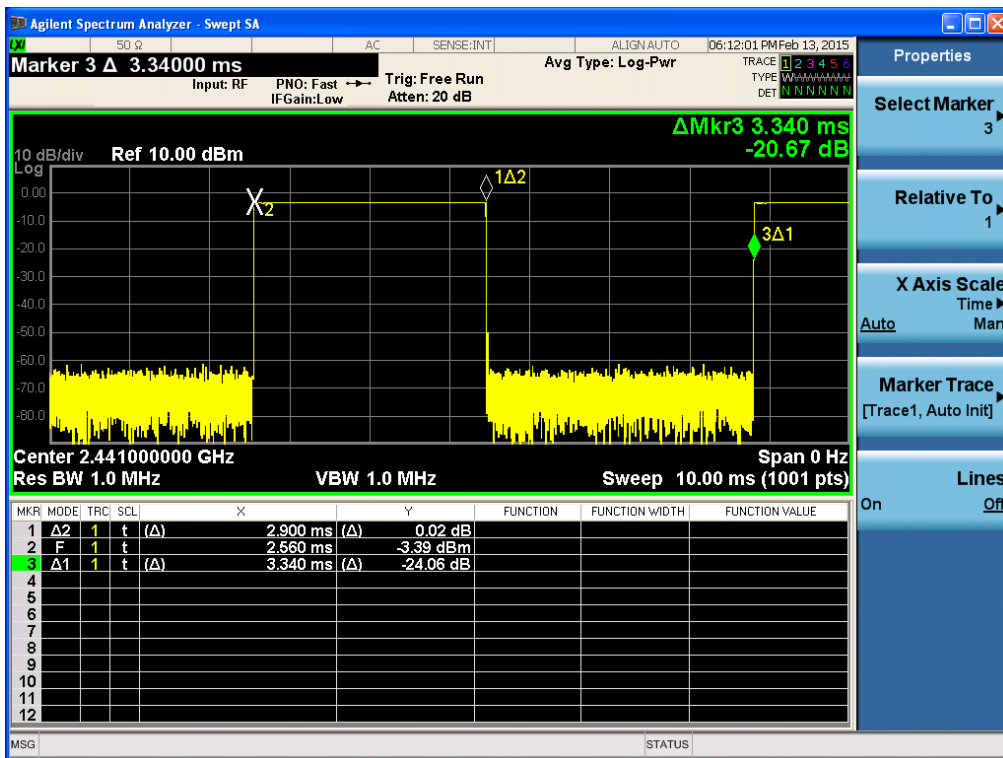 Agilent Spectrum Analyzer - Swept SA
LXI 50 Ω AC SENSE:INT ALIGN AUTO 06:12:01 PM Feb 13, 2015
Marker 3 Δ 3.34000 ms
Input: RF
PNO: Fast
IFGain:Low
Trig: Free Run
Atten: 20 dB
Avg Type: Log-Pwr
TRACE 1 2 3 4 5 6
TYPE
DET N N N N N N
ΔMkr3 3.340 ms
-20.67 dB
10 dB/div Ref 10.00 dBm
Log
0.00
-10.0
-20.0
-30.0
-40.0
-50.0
-60.0
-70.0
-80.0
X2
1Δ2
3Δ1
Center 2.441000000 GHz Span 0 Hz
Res BW 1.0 MHz VBW 1.0 MHz Sweep 10.00 ms (1001 pts)
MKR MODE TRC SCL X Y FUNCTION FUNCTION WIDTH FUNCTION VALUE
1 Δ2 1 t (Δ) 2.900 ms (Δ) 0.02 dB
2 F 1 t 2.560 ms -3.39 dBm
3 Δ1 1 t (Δ) 3.340 ms (Δ) -24.06 dB
4
5
6
7
8
9
10
11
12
MSG STATUS
Properties
Select Marker
3
Relative To
1
X Axis Scale
Time
Auto Man
Marker Trace
[Trace1, Auto Init]
Lines
On Off